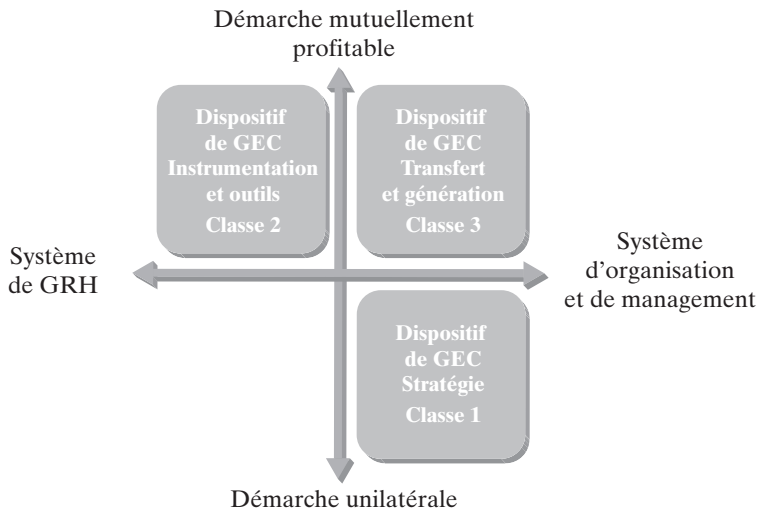 Démarche mutuellement
profitable
Dispositif
de GEC
Instrumentation
et outils
Classe 2
Dispositif
de GEC
Transfert
et génération
Classe 3
Système
de GRH
Système
d'organisation
et de management
Dispositif
de GEC
Stratégie
Classe 1
Démarche unilatérale